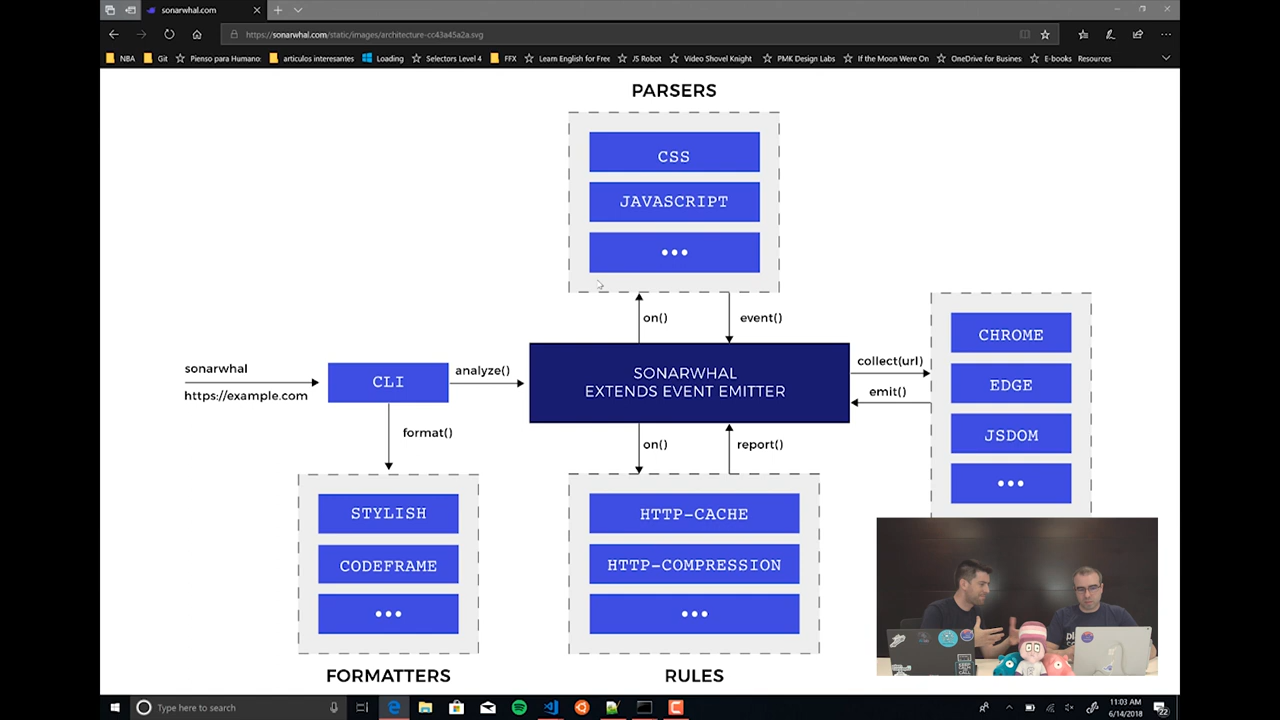 sonarwhal.com
https://sonarwhal.com/static/images/architecture-cc43a45a2a.svg
NBA Git Pienso para Humano: articulos interesantes Loading Selectors Level 4 FFX Learn English for Free JS Robot Video Shovel Knight PMK Design Labs If the Moon Were On OneDrive for Busines E-books Resources
PARSERS
CSS
JAVASCRIPT
•••
on()
event()
sonarwhal
https://example.com
CLI
analyze()
SONARWHAL
EXTENDS EVENT EMITTER
collect(url)
emit()
CHROME
EDGE
JSDOM
•••
format()
on()
report()
STYLISH
CODEFRAME
•••
FORMATTERS
HTTP-CACHE
HTTP-COMPRESSION
•••
RULES
Type here to search
11:03 AM
6/14/2018
22